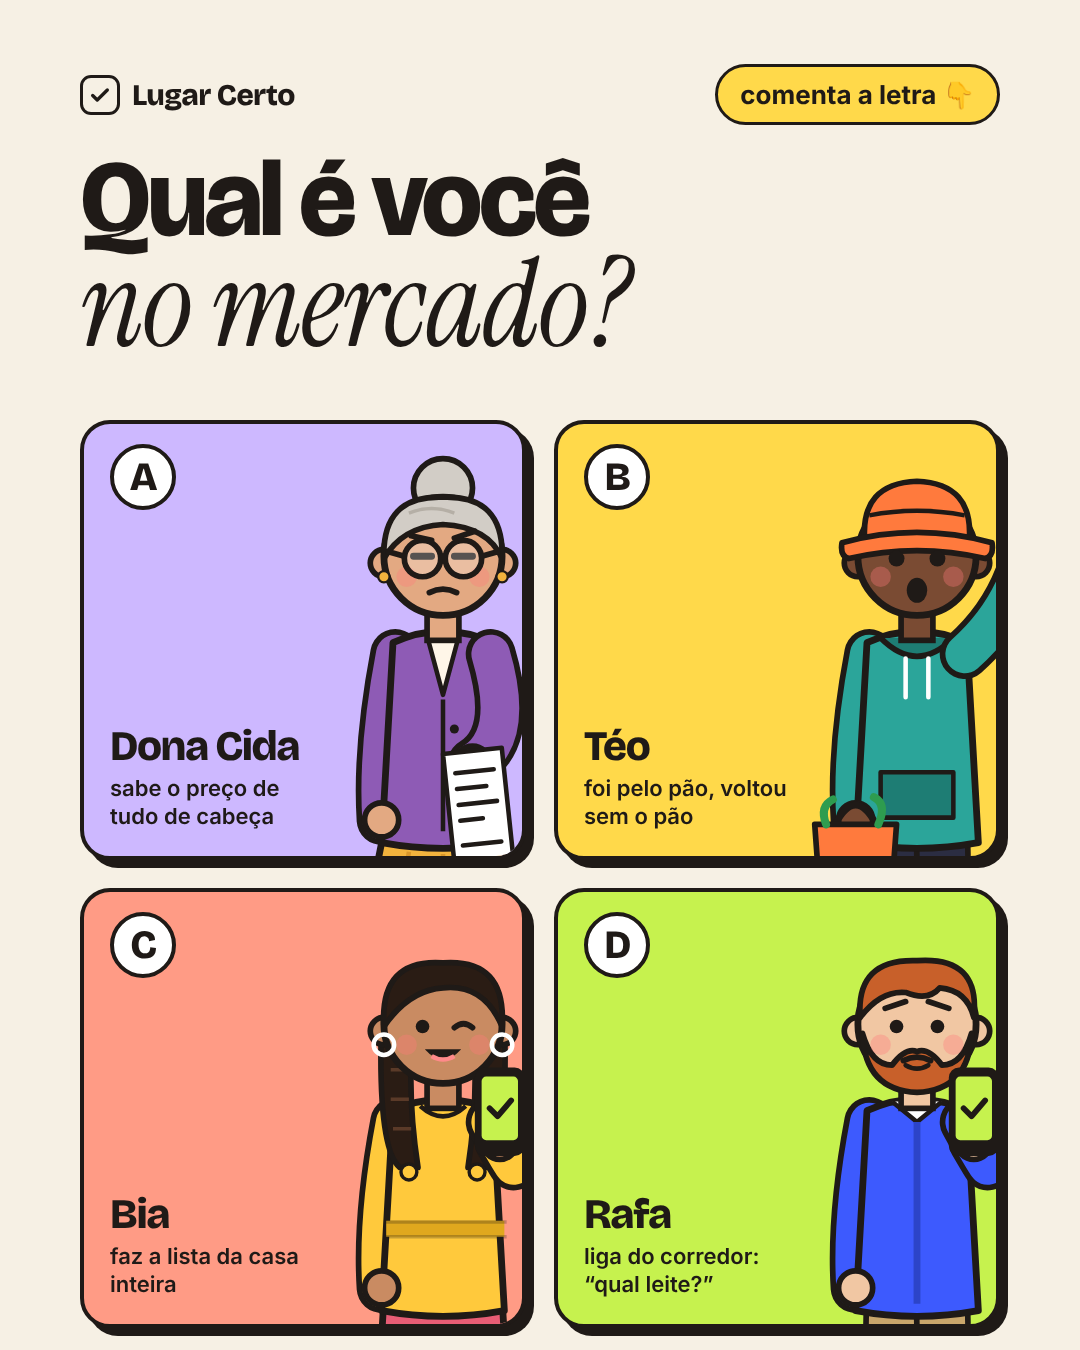 Lugar Certo
comenta a letra 👇
Qual é você
no mercado?
A
Dona Cida
sabe o preço de
tudo de cabeça
B
Téo
foi pelo pão, voltou
sem o pão
C
Bia
faz a lista da casa
inteira
D
Rafa
liga do corredor:
“qual leite?”